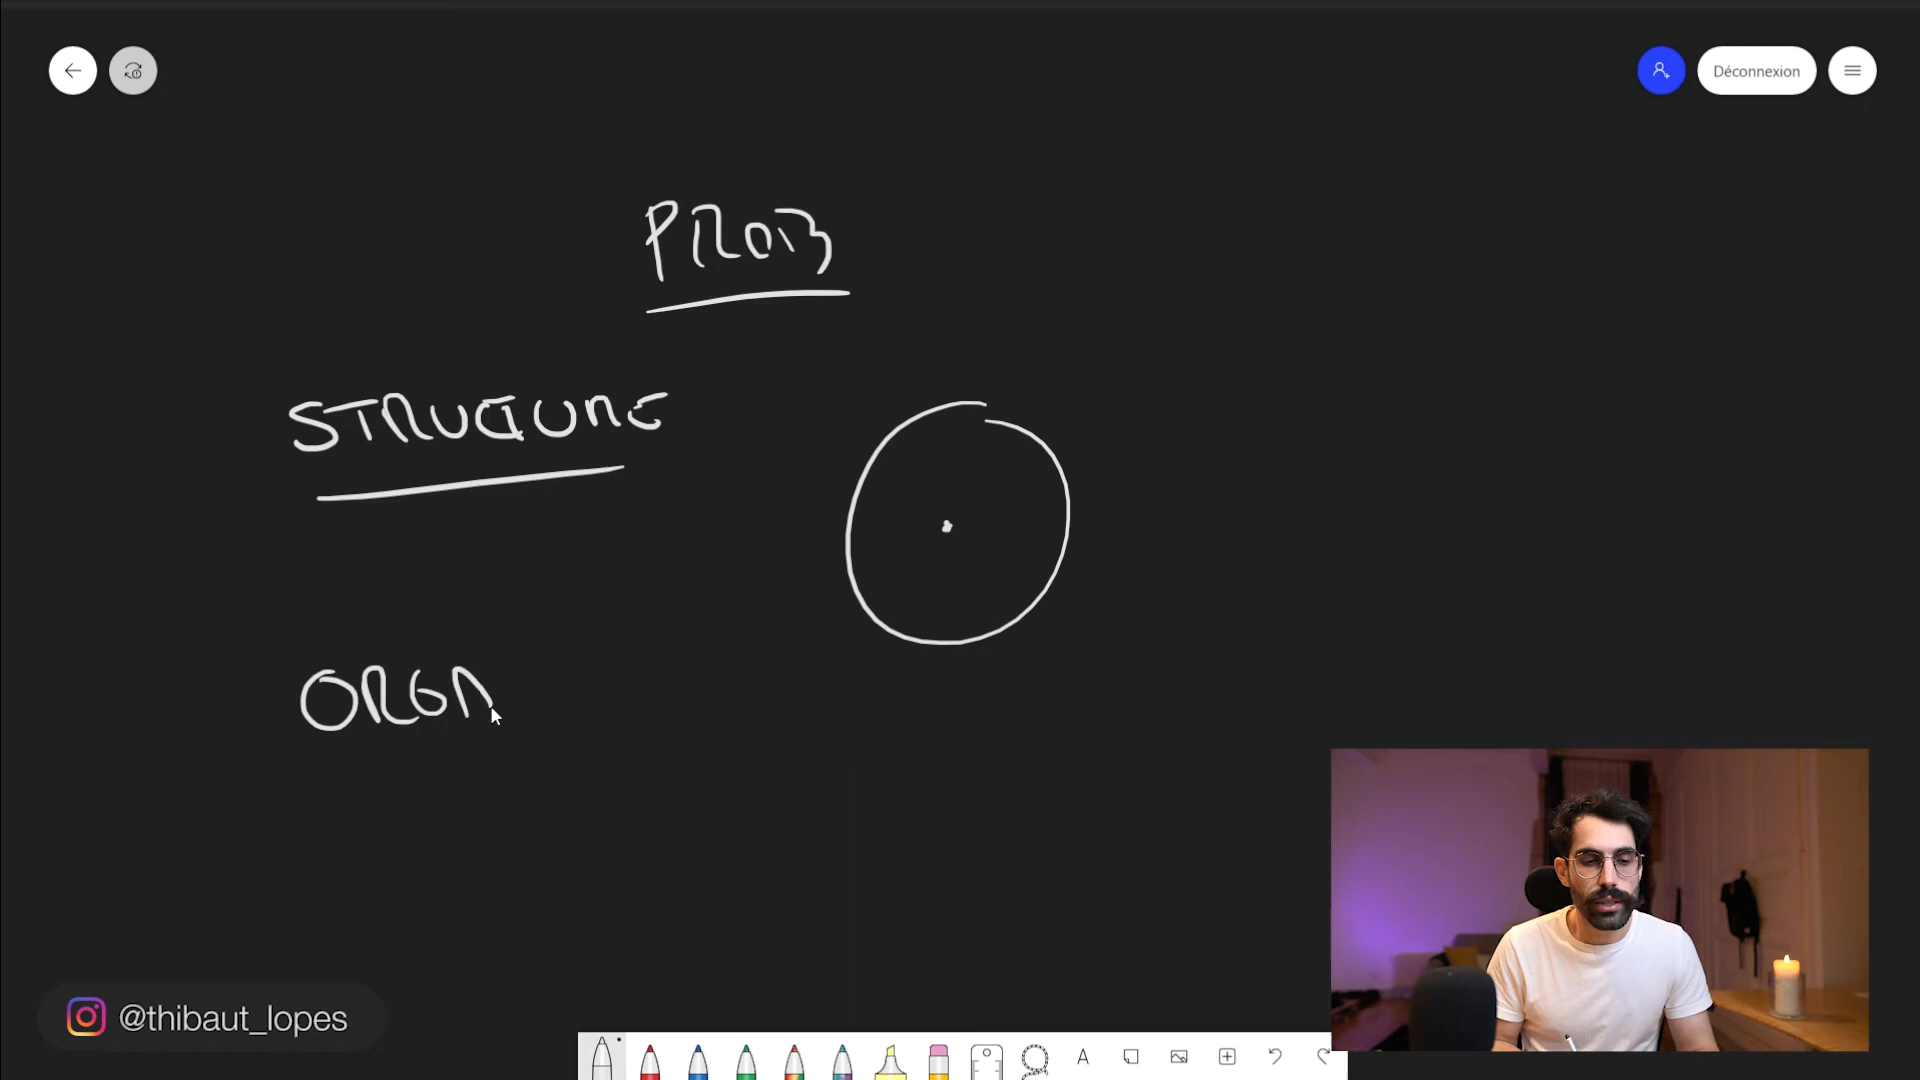 Déconnexion
PROB
STRUCTURE
ORGA
@thibaut_lopes
A